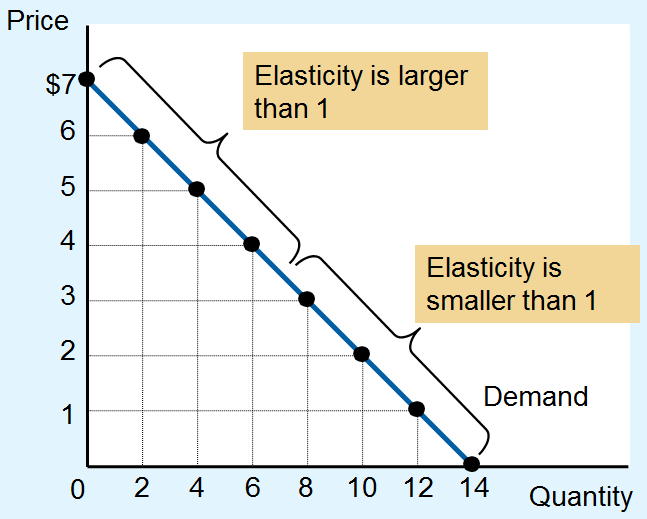 Price
$7
Elasticity is larger
than 1
6
5
4
Elasticity is
smaller than 1
3
2
1
Demand
0 2 4 6 8 10 12 14
Quantity